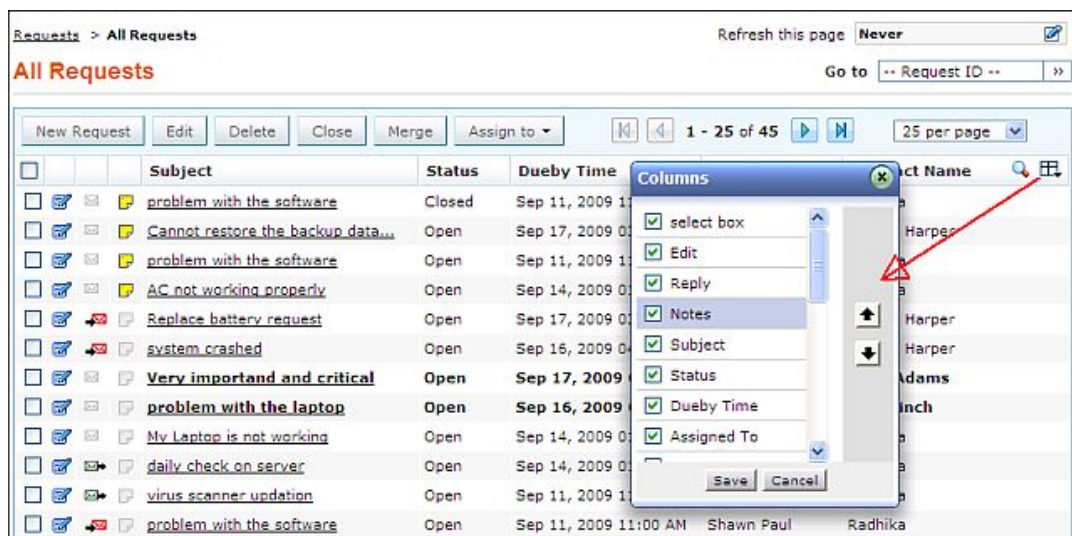 Requests > All Requests
Refresh this page Never
All Requests
Go to -- Request ID -- »
New Request Edit Delete Close Merge Assign to 1 - 25 of 45 25 per page
Subject Status Dueby Time ct Name
Columns
problem with the software Closed Sep 11, 2009 11 a
select box
Cannot restore the backup data... Open Sep 17, 2009 Harper
Edit
problem with the software Open Sep 11, 2009 11 a
Reply
AC not working properly Open Sep 14, 2009 a
Notes
Replace battery request Open Sep 17, 2009 Harper
Subject
system crashed Open Sep 16, 2009 Harper
Status
Very importand and critical Open Sep 17, 2009 Adams
Dueby Time
problem with the laptop Open Sep 16, 2009 inch
Assigned To
My Laptop is not working Open Sep 14, 2009 a
daily check on server Open Sep 14, 2009 a
Save Cancel
virus scanner updation Open Sep 11, 2009 11 a
problem with the software Open Sep 11, 2009 11:00 AM Shawn Paul Radhika